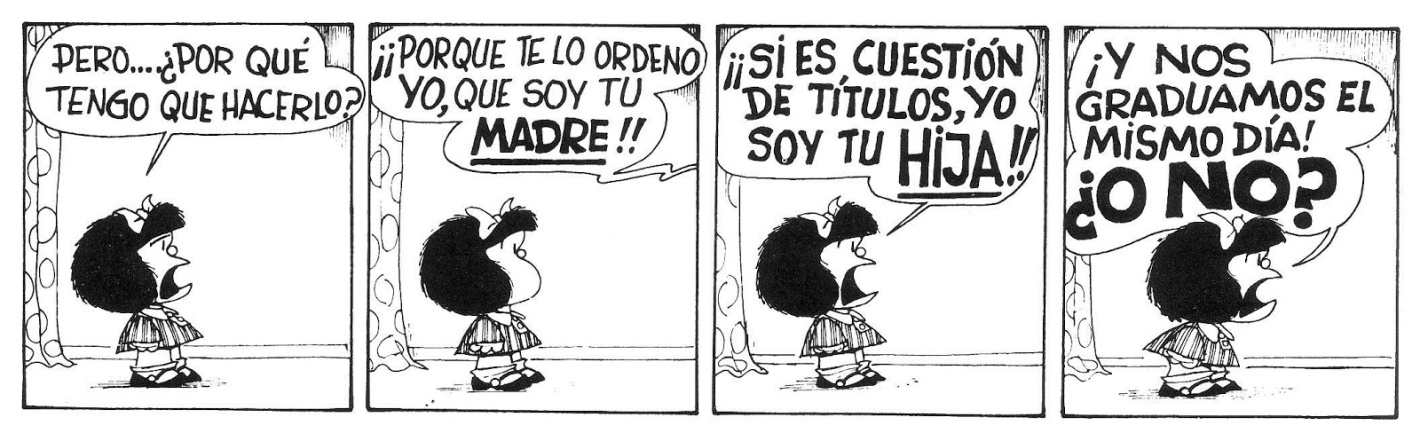 PERO....¿POR QUÉ
TENGO QUE HACERLO?
¡¡PORQUE TE LO ORDENO
YO, QUE SOY TU
MADRE!!
¡¡SI ES CUESTIÓN
DE TÍTULOS, YO
SOY TU HIJA!!
¡Y NOS
GRADUAMOS EL
MISMO DÍA!
¿O NO?